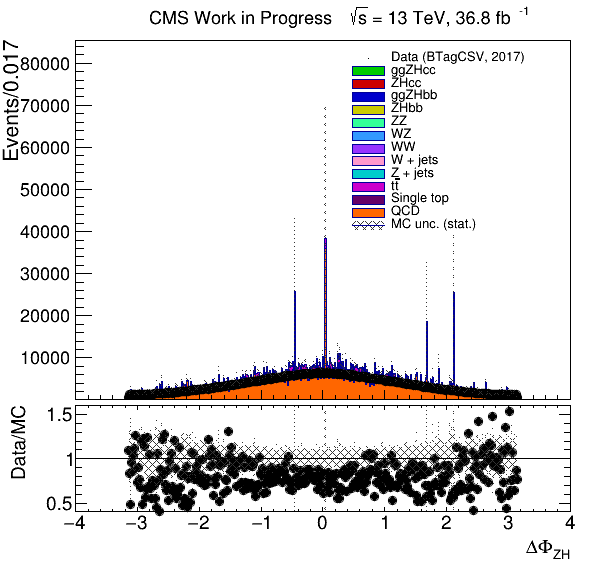 CMS Work in Progress √s = 13 TeV, 36.8 fb⁻¹
Events/0.017
80000
70000
60000
50000
40000
30000
20000
10000
Data (BTagCSV, 2017)
ggZHcc
ZHcc
ggZHbb
ZHbb
ZZ
WZ
WW
W + jets
Z + jets
tt̅
Single top
QCD
MC unc. (stat.)
Data/MC
1.5
1
0.5
−4 −3 −2 −1 0 1 2 3 4
ΔΦ_ZH